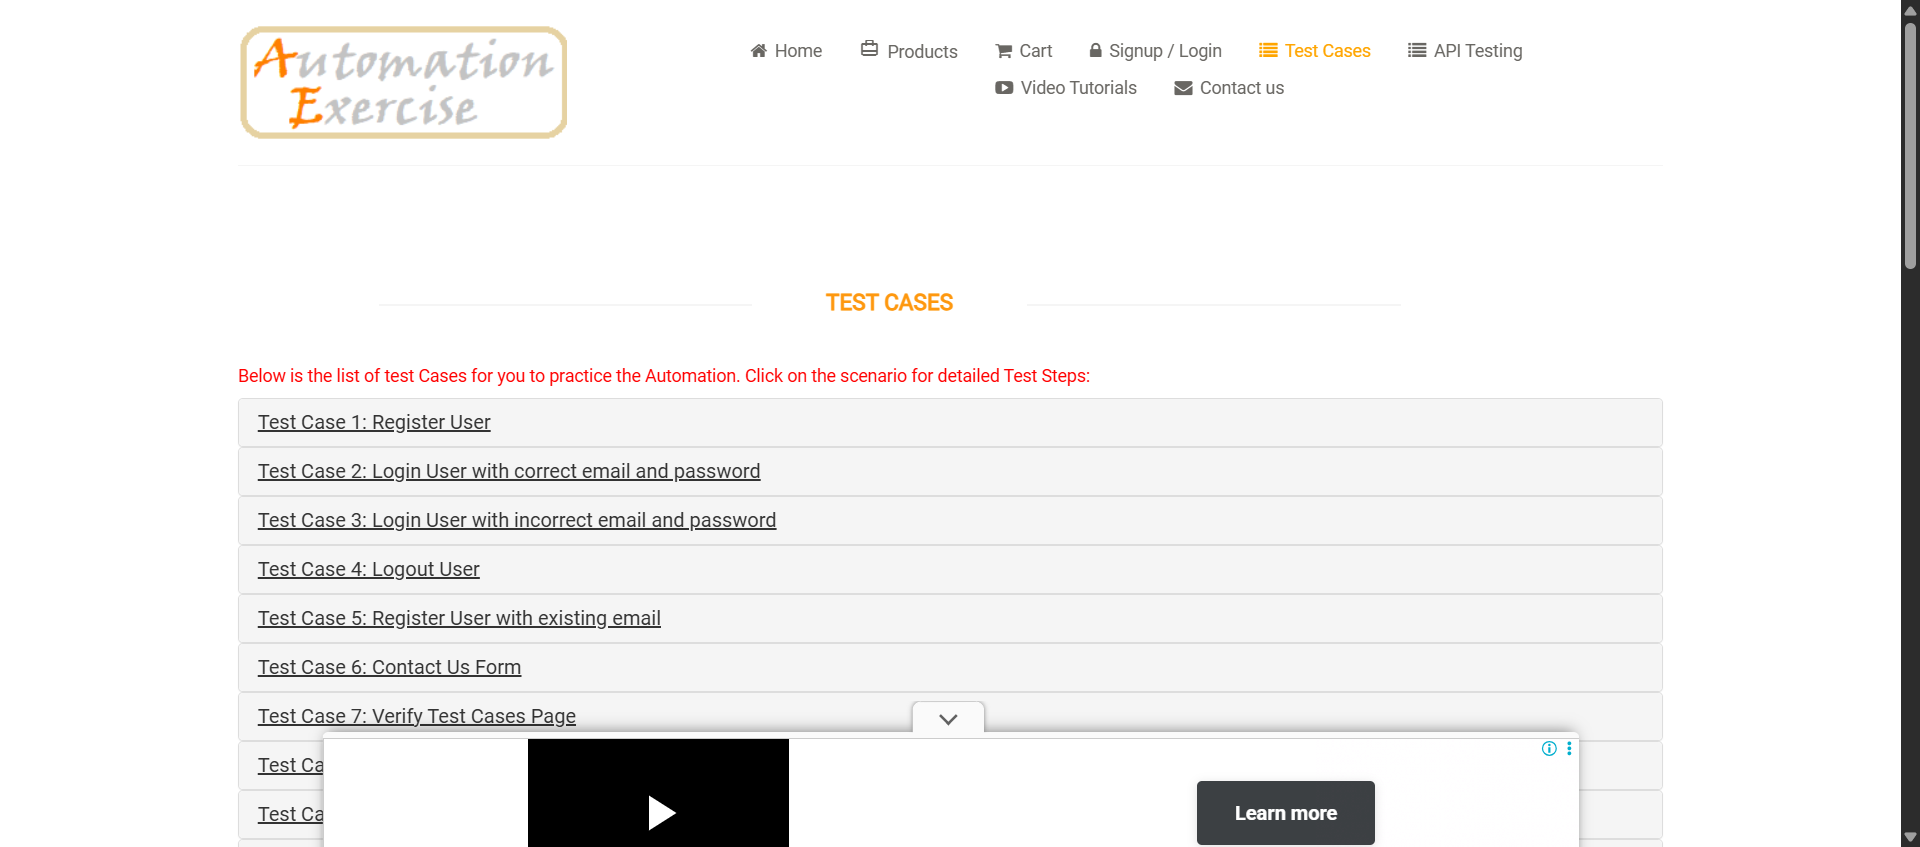 Automation
Exercise
Home
Products
Cart
Signup / Login
Test Cases
API Testing
Video Tutorials
Contact us
TEST CASES
Below is the list of test Cases for you to practice the Automation. Click on the scenario for detailed Test Steps:
Test Case 1: Register User
Test Case 2: Login User with correct email and password
Test Case 3: Login User with incorrect email and password
Test Case 4: Logout User
Test Case 5: Register User with existing email
Test Case 6: Contact Us Form
Test Case 7: Verify Test Cases Page
Test
Test
Learn more